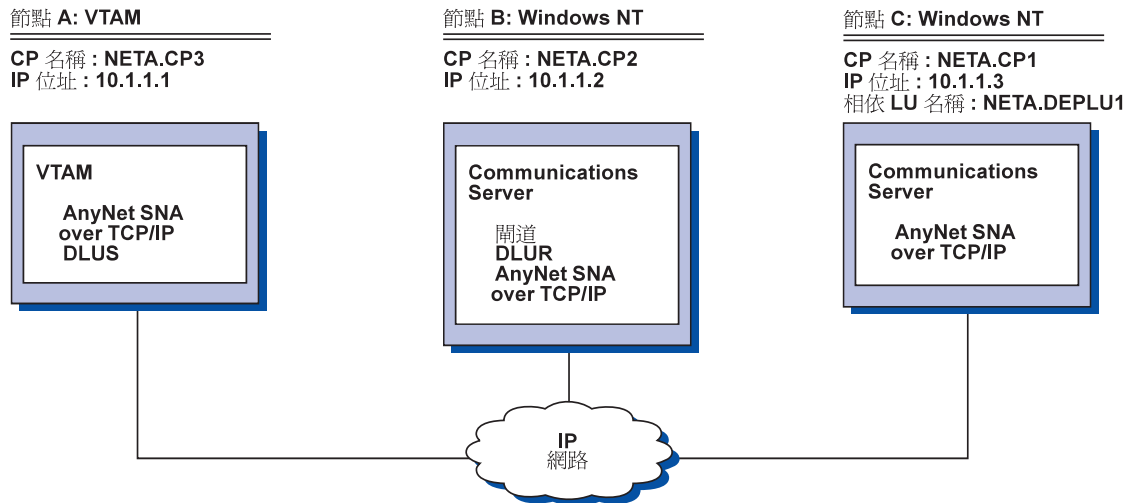 節點 A: VTAM
CP 名稱 : NETA.CP3
IP 位址 : 10.1.1.1
VTAM
AnyNet SNA
over TCP/IP
DLUS
節點 B: Windows NT
CP 名稱 : NETA.CP2
IP 位址 : 10.1.1.2
Communications
Server
閘道
DLUR
AnyNet SNA
over TCP/IP
節點 C: Windows NT
CP 名稱 : NETA.CP1
IP 位址 : 10.1.1.3
相依 LU 名稱 : NETA.DEPLU1
Communications
Server
AnyNet SNA
over TCP/IP
IP
網路